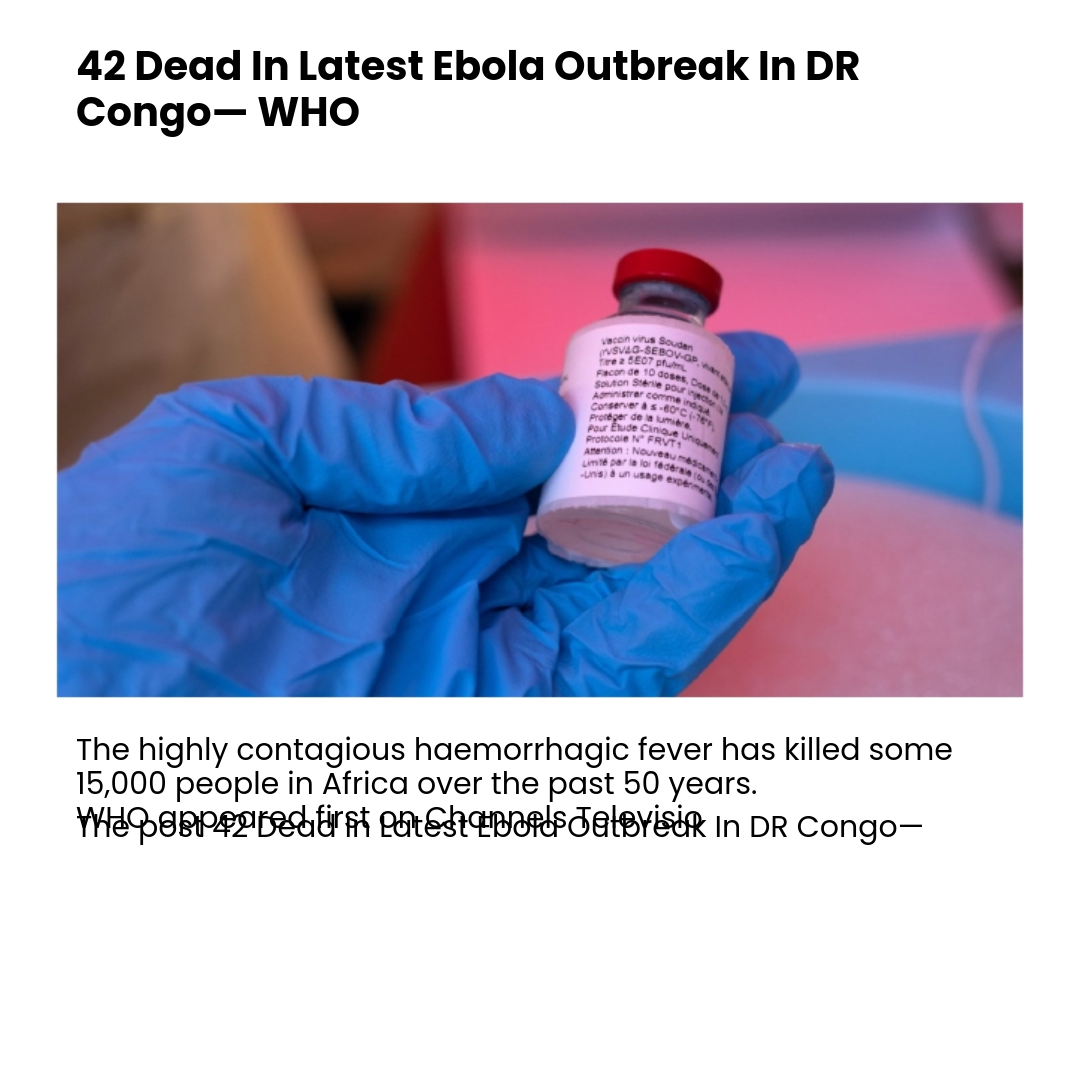 42 Dead In Latest Ebola Outbreak In DR
Congo— WHO
Vaccin virus Soudan
(rVSV∆G-SEBOV-GP, vivant
Titre ≥ 5E07 pfu/mL
Flacon de 10 doses, Dose de
Solution Stérile pour injection
Administrer comme indiqué.
Conserver à ≤ -60°C (-76°F).
Protéger de la lumière.
Pour Étude Clinique Uniquement
Protocole N° FRVT1
Attention : Nouveau médicament
Limité par la loi fédérale (ou des
-Unis) à un usage expérimental
The highly contagious haemorrhagic fever has killed some
15,000 people in Africa over the past 50 years.
The post 42 Dead In Latest Ebola Outbreak In DR Congo—
WHO appeared first on Channels Televisio